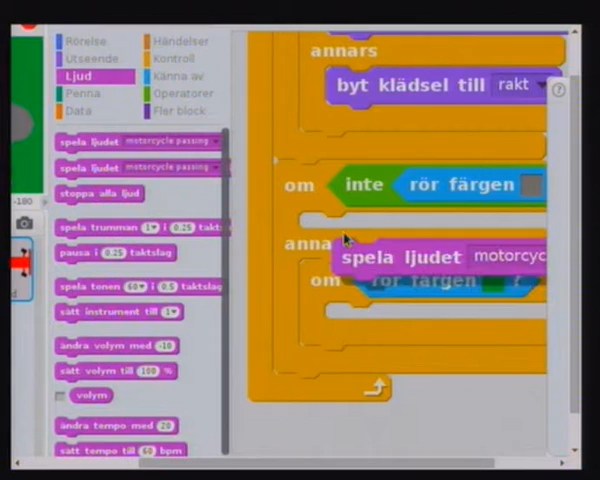 Rörelse
Händelser
Utseende
Kontroll
Ljud
Känna av
Penna
Operatorer
Data
Fler block
-180
spela ljudet motorcycle passing
spela ljudet motorcycle passing
stoppa alla ljud
spela trumman 1 i 0.25 takts
pausa i 0.25 taktslag
spela tonen 60 i 0.5 taktslag
sätt instrument till 1
ändra volym med -10
sätt volym till 100 %
volym
ändra tempo med 20
sätt tempo till 60 bpm
annars
byt klädsel till rakt
om inte rör färgen
anna
spela ljudet motorcyc
om rör färgen ?
?